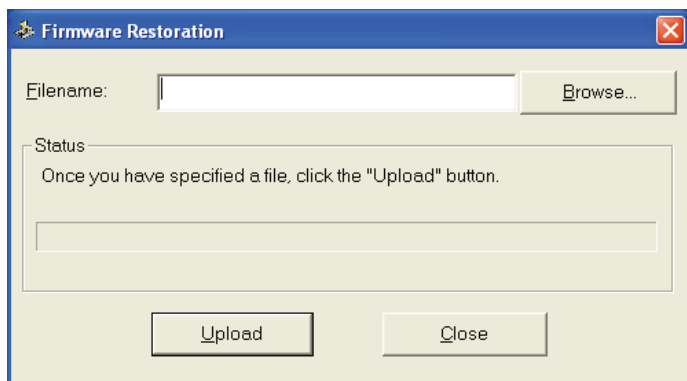 Firmware Restoration
Filename:
Browse...
Status
Once you have specified a file, click the "Upload" button.
Upload
Close